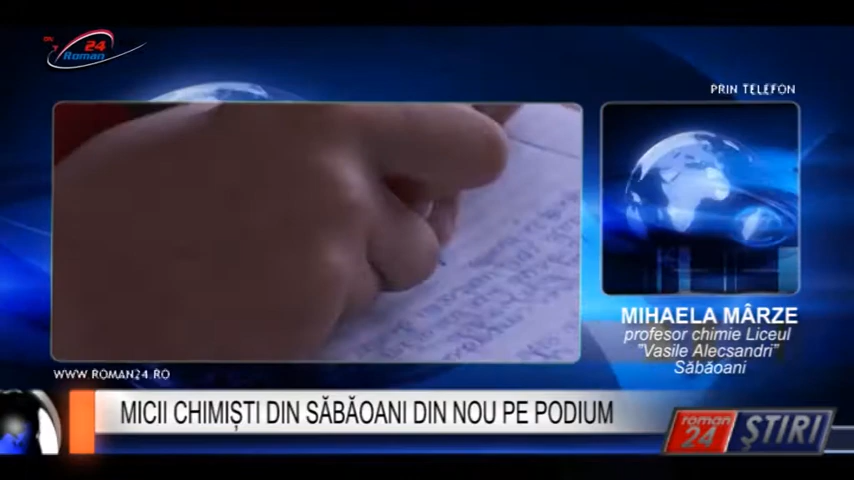 24
Roman
PRIN TELEFON
MIHAELA MÂRZE
profesor chimie Liceul
"Vasile Alecsandri"
Săbăoani
WWW.ROMAN24.RO
MICII CHIMIȘTI DIN SĂBĂOANI DIN NOU PE PODIUM
roman
24
ȘTIRI